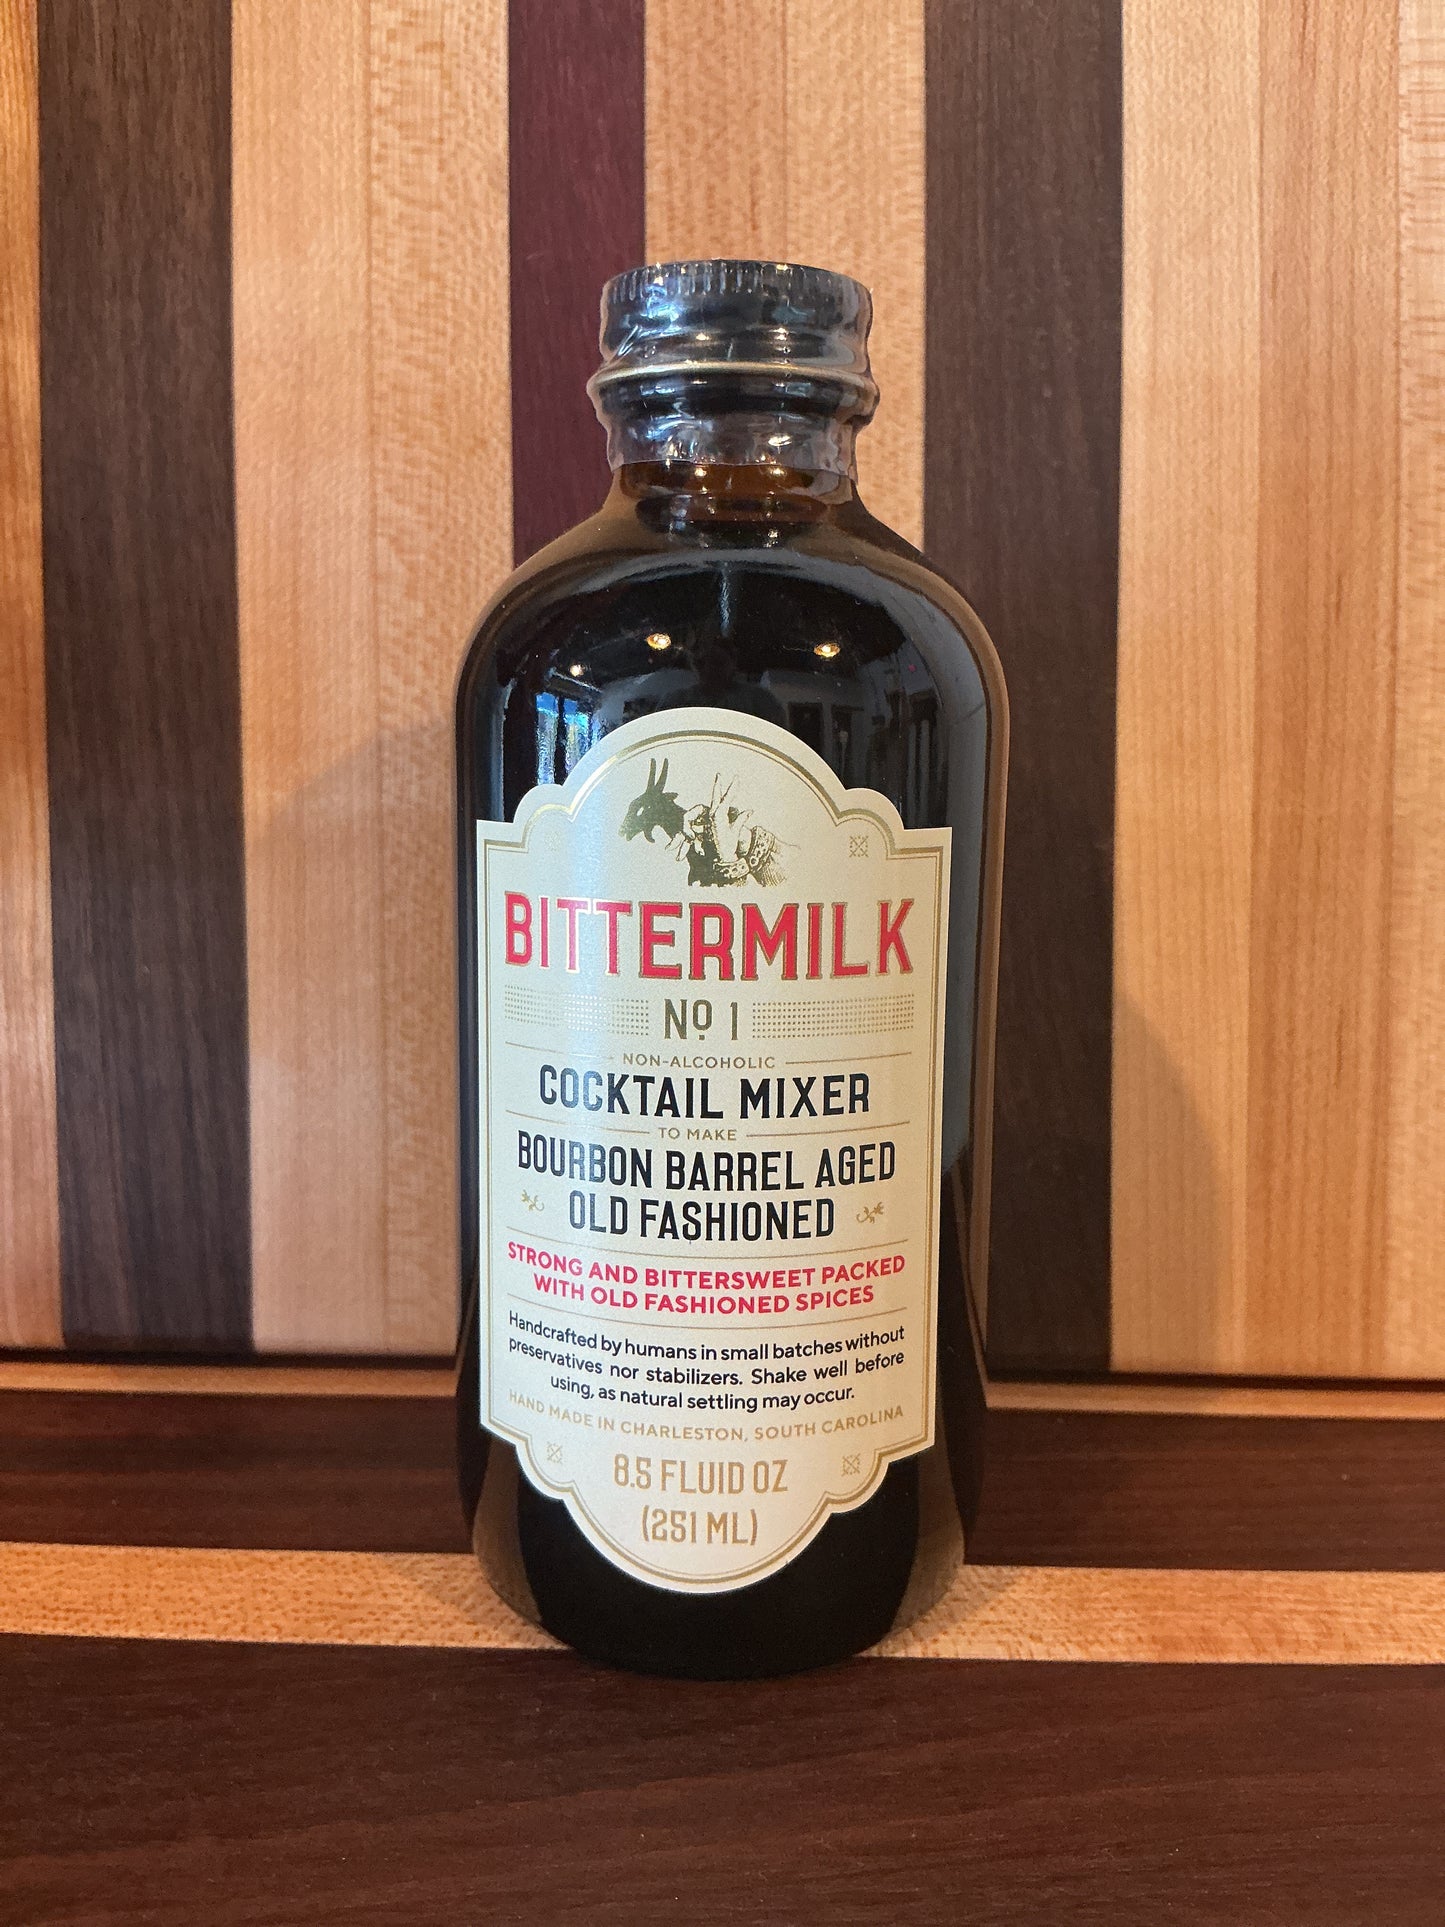 BITTERMILK
Nº 1
NON-ALCOHOLIC
COCKTAIL MIXER
TO MAKE
BOURBON BARREL AGED
OLD FASHIONED
STRONG AND BITTERSWEET PACKED
WITH OLD FASHIONED SPICES
Handcrafted by humans in small batches without
preservatives nor stabilizers. Shake well before
using, as natural settling may occur.
HAND MADE IN CHARLESTON, SOUTH CAROLINA
8.5 FLUID OZ
(251 ML)